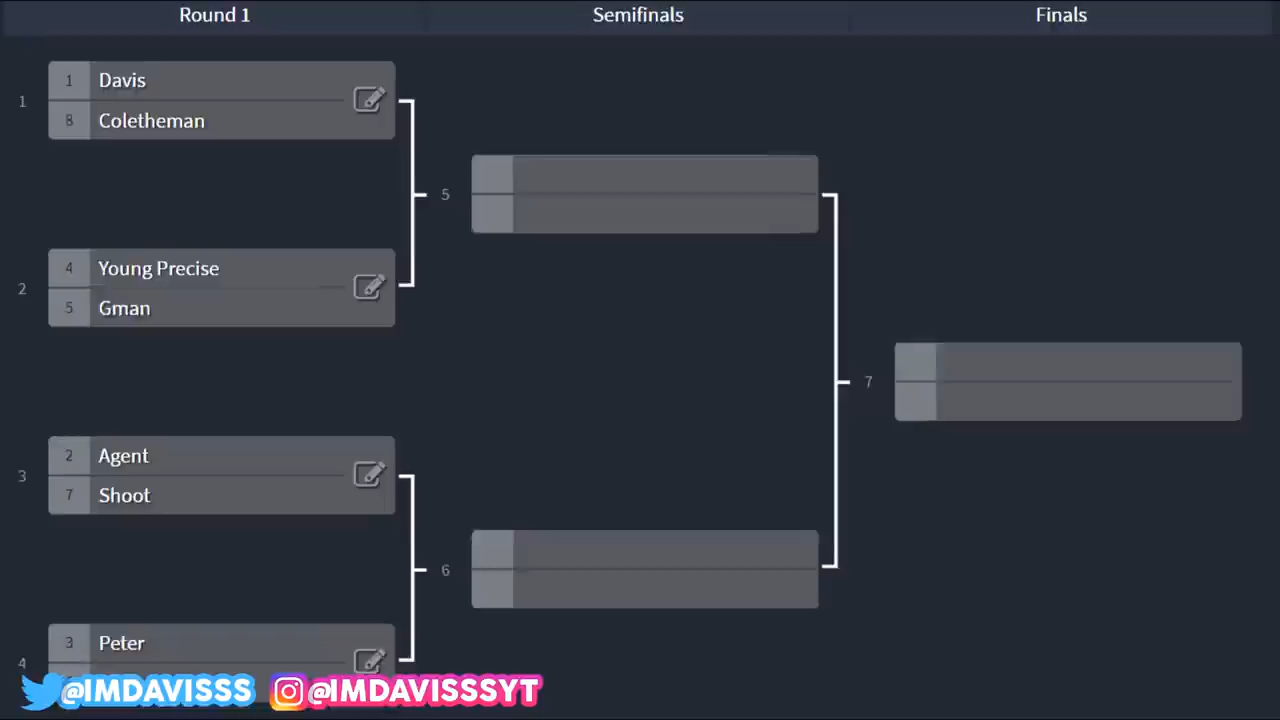 Round 1
Semifinals
Finals
1
1 Davis
8 Coletheman
5
2
4 Young Precise
5 Gman
7
3
2 Agent
7 Shoot
6
4
3 Peter
@IMDAVISSS @IMDAVISSSYT